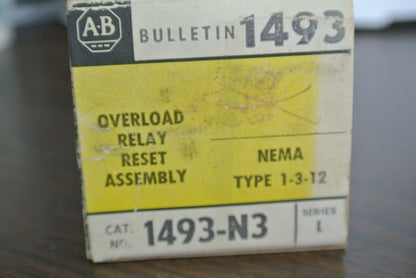 AB
BULLETIN 1493
OVERLOAD
RELAY
RESET
ASSEMBLY
NEMA
TYPE 1-3-12
CAT.
NO.
1493-N3
SERIES
L